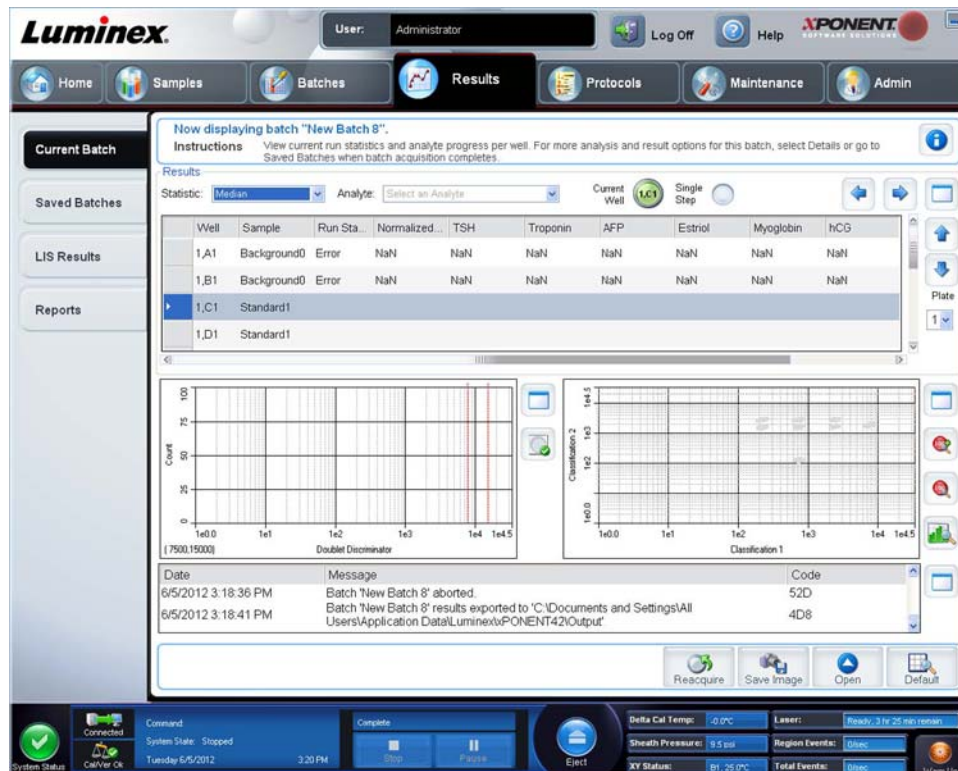 Luminex.
User: Administrator
Log Off
Help
XPONENT
SOFTWARE SOLUTIONS
Home
Samples
Batches
Results
Protocols
Maintenance
Admin
Current Batch
Saved Batches
LIS Results
Reports
Now displaying batch "New Batch 8".
Instructions View current run statistics and analyte progress per well. For more analysis and result options for this batch, select Details or go to
Saved Batches when batch acquisition completes.
Results
Statistic: Median
Analyte: Select an Analyte
Current Well 1,C1
Single Step
Well Sample Run Sta... Normalized... TSH Troponin AFP Estriol Myoglobin hCG
1,A1 Background0 Error NaN NaN NaN NaN NaN NaN NaN
1,B1 Background0 Error NaN NaN NaN NaN NaN NaN NaN
1,C1 Standard1
1,D1 Standard1
Plate
1
100
75
50
25
0
Count
1e0.0 1e1 1e2 1e3 1e4 1e4.5
( 7500,15000) Doublet Discriminator
1e4.5
1e3
1e2
1e0.0
Classification 2
1e0.0 1e1 1e2 1e3 1e4 1e4.5
Classification 1
Date Message Code
6/5/2012 3:18:36 PM Batch 'New Batch 8' aborted. 52D
6/5/2012 3:18:41 PM Batch 'New Batch 8' results exported to 'C:\Documents and Settings\All 4D8
Users\Application Data\Luminex\xPONENT42\Output'
Reacquire
Save Image
Open
Default
System Status
Connected
Cal/Ver Ok
Command:
System State: Stopped
Tuesday 6/5/2012 3:20 PM
Complete
Stop
Pause
Eject
Delta Cal Temp: -0.0°C
Laser: Ready, 3 hr 25 min remain
Sheath Pressure: 9.5 psi
Region Events: 0/sec
XY Status: B1 , 25.0°C
Total Events: 0/sec